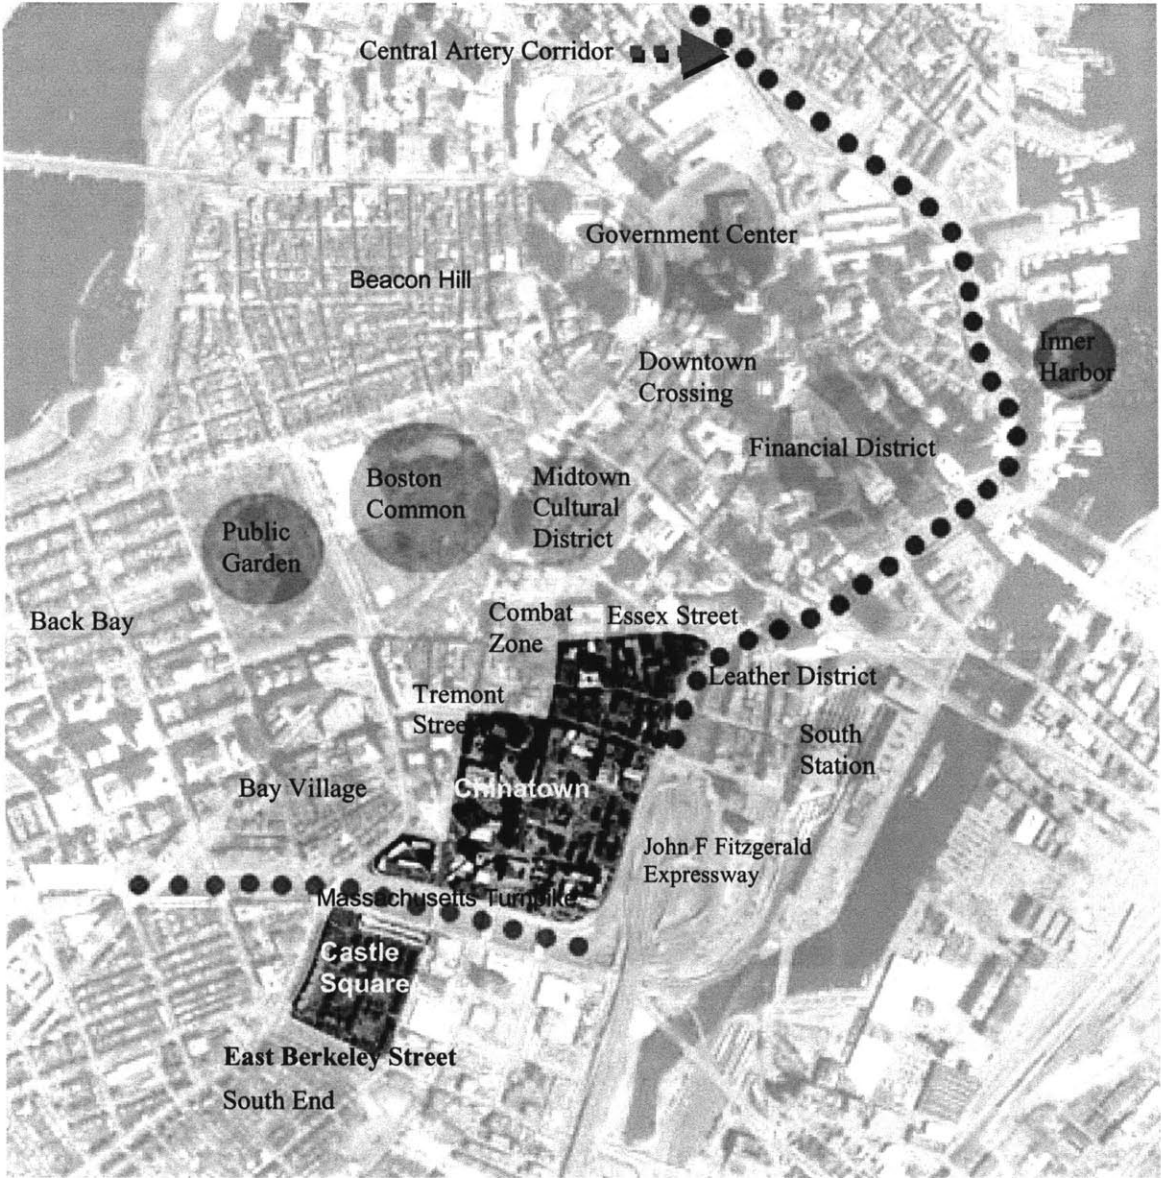 Central Artery Corridor
Government Center
Beacon Hill
Inner
Harbor
Downtown
Crossing
Financial District
Boston
Common
Midtown
Cultural
District
Public
Garden
Back Bay
Combat
Zone
Essex Street
Leather District
Tremont
Street
South
Station
Chinatown
Bay Village
John F Fitzgerald
Expressway
Massachusetts Turnpike
Castle
Square
East Berkeley Street
South End